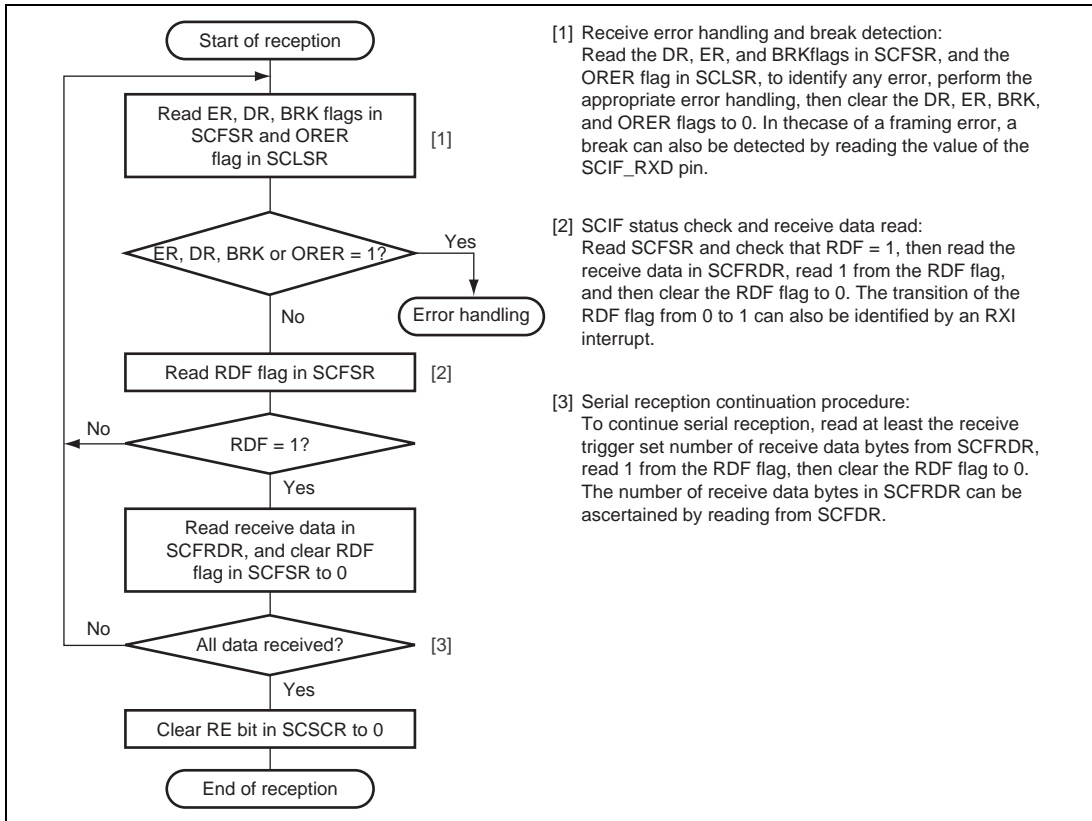 Start of reception
Read ER, DR, BRK flags in
SCFSR and ORER
flag in SCLSR
[1]
ER, DR, BRK or ORER = 1?
Yes
Error handling
No
Read RDF flag in SCFSR
[2]
No
RDF = 1?
Yes
Read receive data in
SCFRDR, and clear RDF
flag in SCFSR to 0
No
All data received?
[3]
Yes
Clear RE bit in SCSCR to 0
End of reception
[1] Receive error handling and break detection:
Read the DR, ER, and BRKflags in SCFSR, and the
ORER flag in SCLSR, to identify any error, perform the
appropriate error handling, then clear the DR, ER, BRK,
and ORER flags to 0. In thecase of a framing error, a
break can also be detected by reading the value of the
SCIF_RXD pin.
[2] SCIF status check and receive data read:
Read SCFSR and check that RDF = 1, then read the
receive data in SCFRDR, read 1 from the RDF flag,
and then clear the RDF flag to 0. The transition of the
RDF flag from 0 to 1 can also be identified by an RXI
interrupt.
[3] Serial reception continuation procedure:
To continue serial reception, read at least the receive
trigger set number of receive data bytes from SCFRDR,
read 1 from the RDF flag, then clear the RDF flag to 0.
The number of receive data bytes in SCFRDR can be
ascertained by reading from SCFDR.